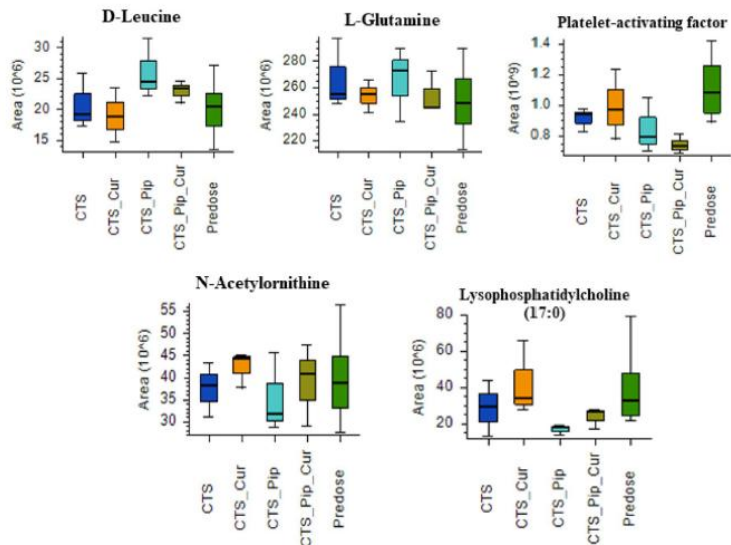 D-Leucine
Area (10^6)
30
25
20
15
CTS
CTS_Cur
CTS_Pip
CTS_Pip_Cur
Predose
L-Glutamine
Area (10^6)
280
260
240
220
CTS
CTS_Cur
CTS_Pip
CTS_Pip_Cur
Predose
Platelet-activating factor
Area (10^9)
1.4
1.2
1.0
0.8
CTS
CTS_Cur
CTS_Pip
CTS_Pip_Cur
Predose
N-Acetylornithine
Area (10^6)
55
50
45
40
35
30
CTS
CTS_Cur
CTS_Pip
CTS_Pip_Cur
Predose
Lysophosphatidylcholine
(17:0)
Area (10^6)
80
60
40
20
CTS
CTS_Cur
CTS_Pip
CTS_Pip_Cur
Predose